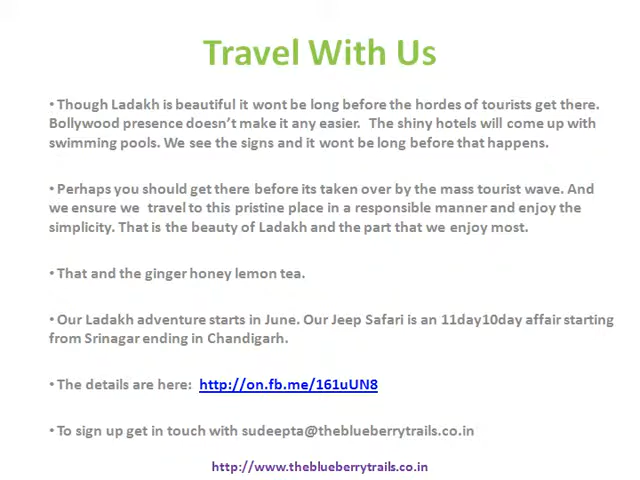 Travel With Us
• Though Ladakh is beautiful it wont be long before the hordes of tourists get there.
Bollywood presence doesn't make it any easier.  The shiny hotels will come up with
swimming pools. We see the signs and it wont be long before that happens.
• Perhaps you should get there before its taken over by the mass tourist wave. And
we ensure we  travel to this pristine place in a responsible manner and enjoy the
simplicity. That is the beauty of Ladakh and the part that we enjoy most.
• That and the ginger honey lemon tea.
• Our Ladakh adventure starts in June. Our Jeep Safari is an 11day10day affair starting
from Srinagar ending in Chandigarh.
• The details are here:  http://on.fb.me/161uUN8
• To sign up get in touch with sudeepta@theblueberrytrails.co.in
http://www.theblueberrytrails.co.in